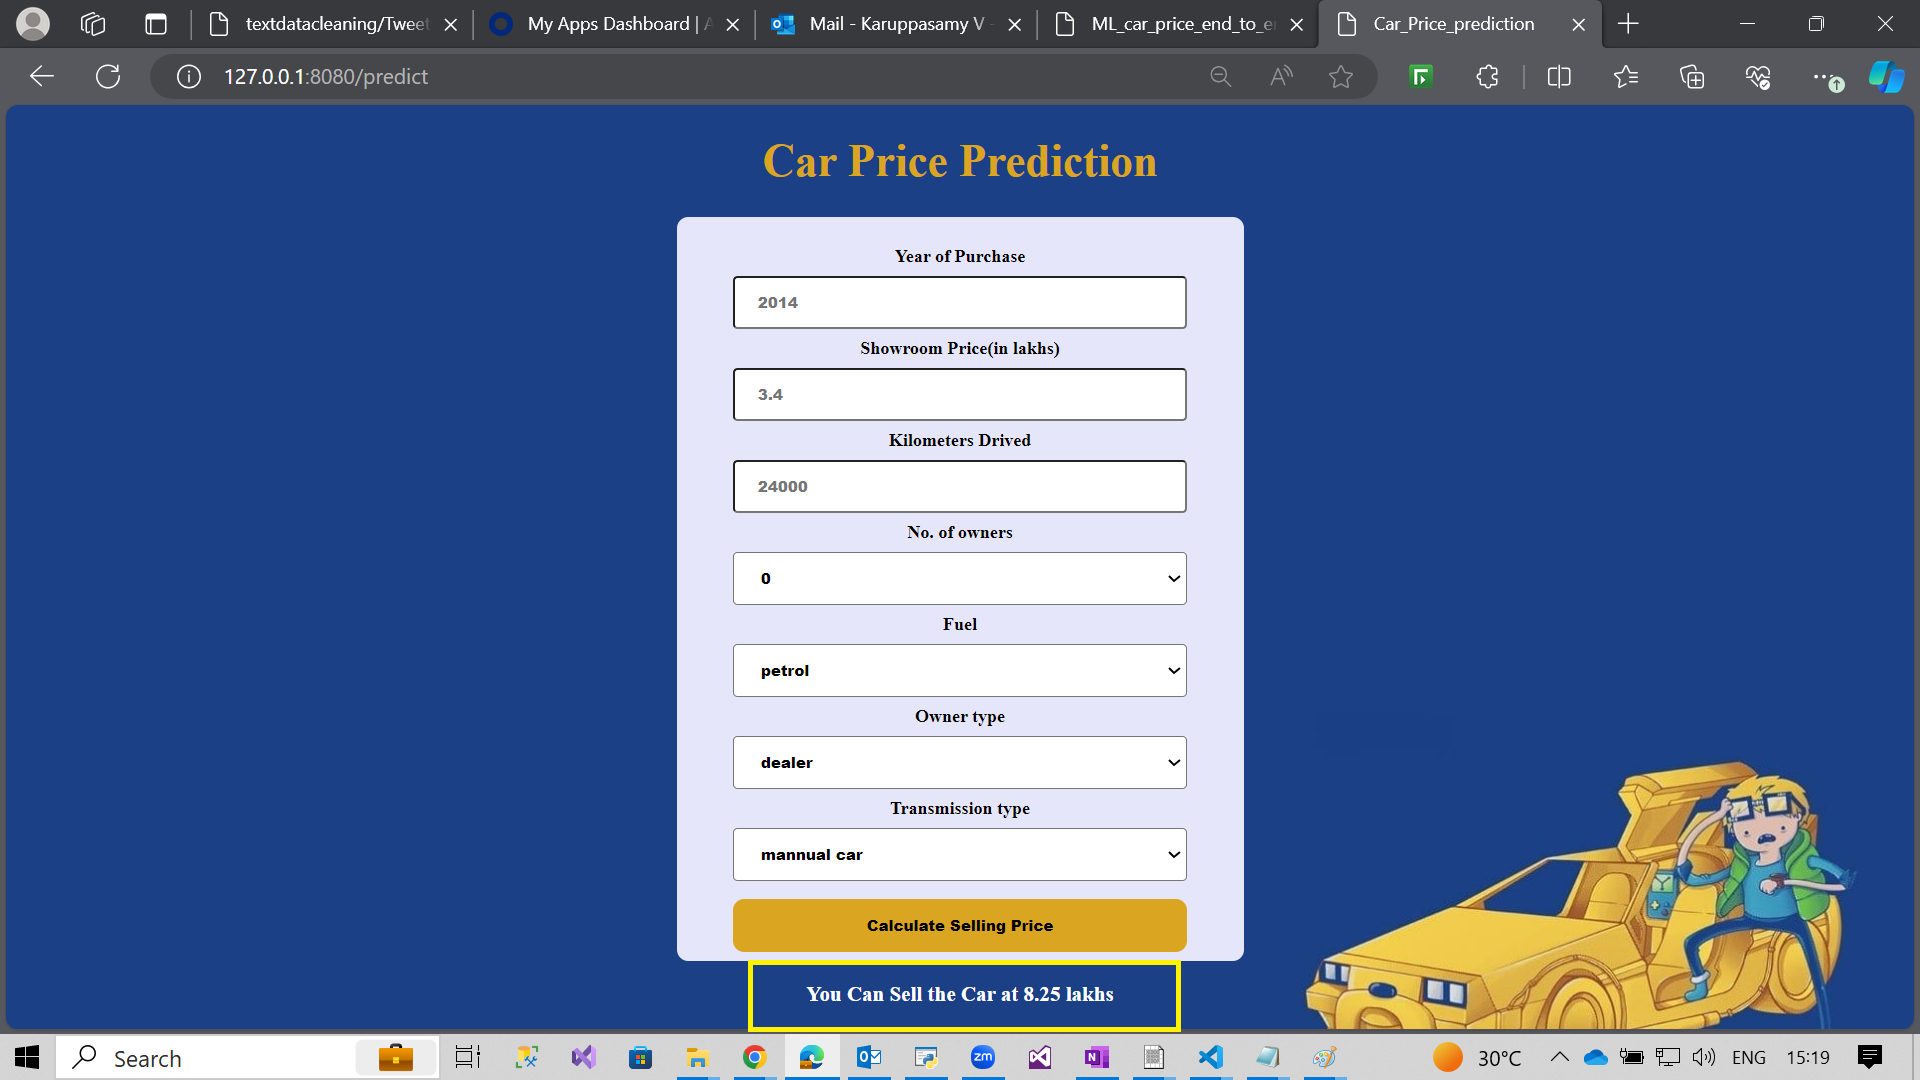 textdatacleaning/Tweet
My Apps Dashboard | A
Mail - Karuppasamy V -
ML_car_price_end_to_e
Car_Price_prediction
127.0.0.1:8080/predict
Car Price Prediction
Year of Purchase
2014
Showroom Price(in lakhs)
3.4
Kilometers Drived
24000
No. of owners
0
Fuel
petrol
Owner type
dealer
Transmission type
mannual car
Calculate Selling Price
You Can Sell the Car at 8.25 lakhs
Search
zm
30°C
ENG
15:19